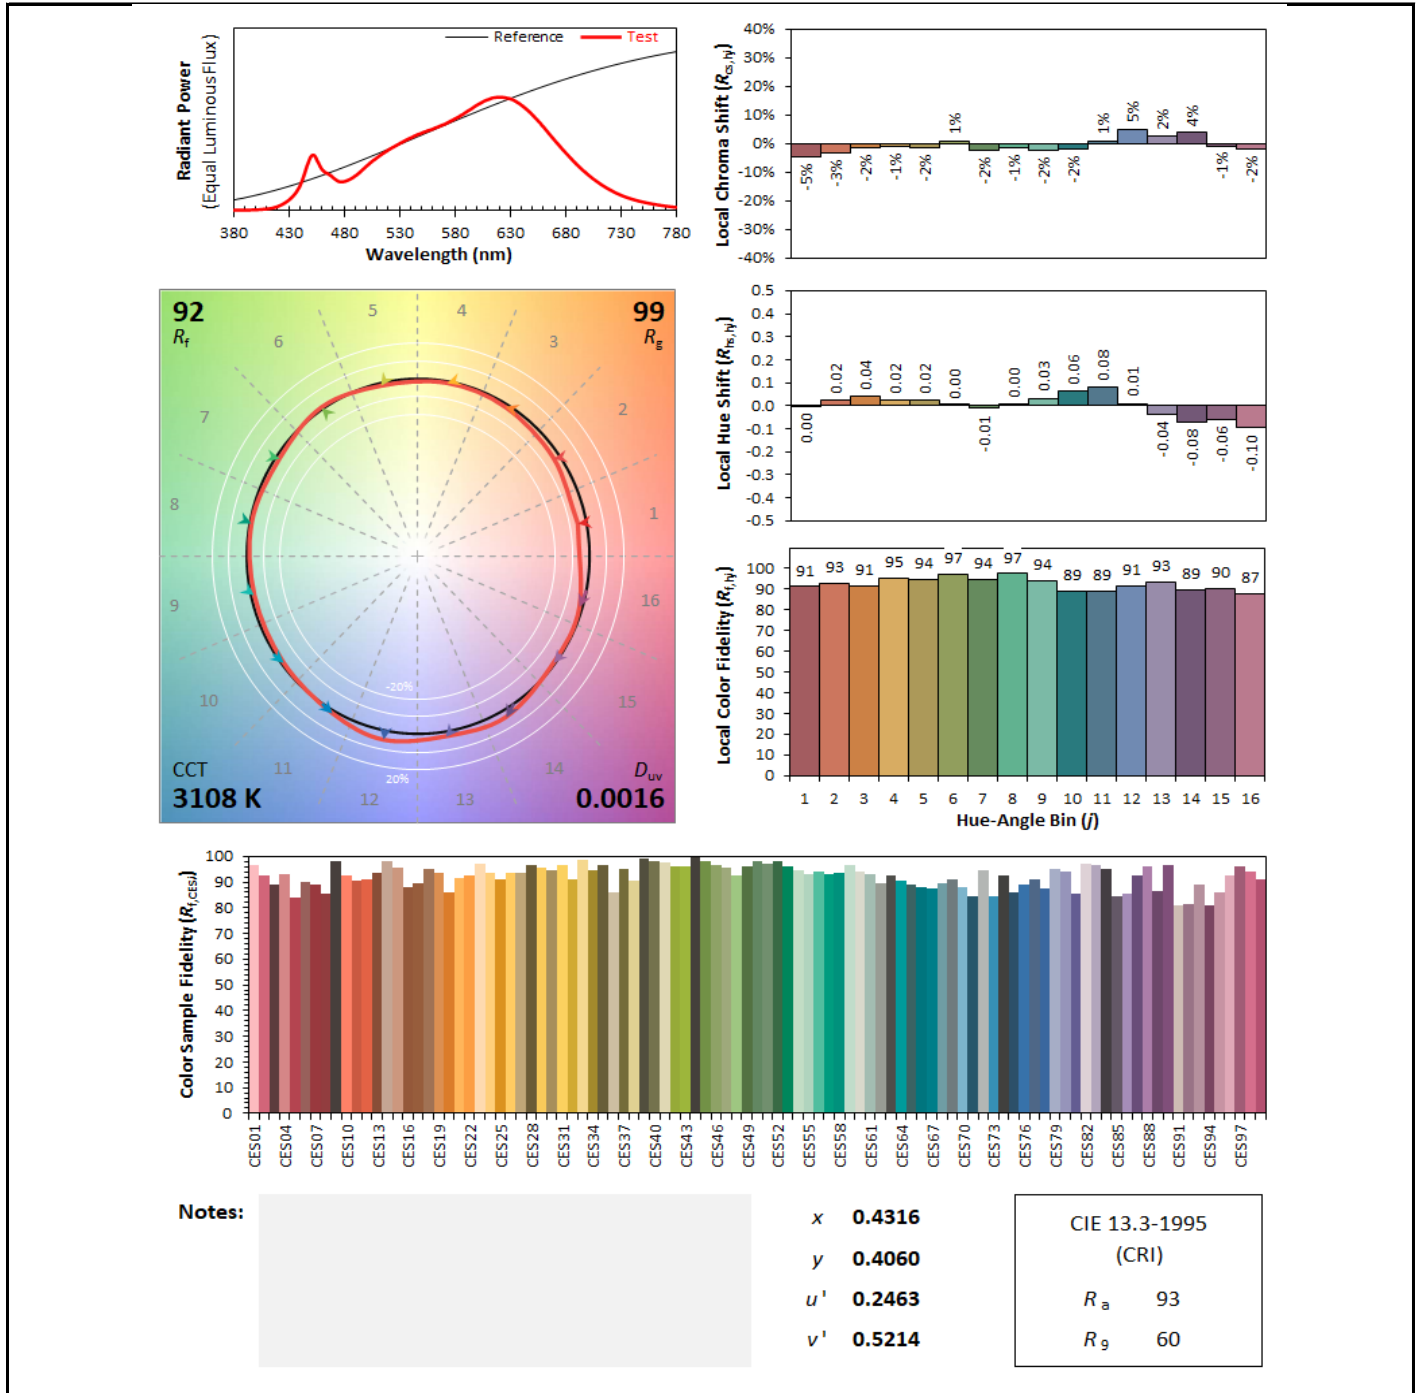 Radiant Power
(Equal Luminous Flux)
Reference
Test
380 430 480 530 580 630 680 730 780
Wavelength (nm)
Local Chroma Shift (Rcs,hj)
40%
30%
20%
10%
0%
-10%
-20%
-30%
-40%
-5% -3% -2% -1% -2% 1% -2% -1% -2% -2% 1% 5% 2% 4% -1% -2%
92
Rf
99
Rg
5 4
6 3
7 2
8 1
9 16
10 15
11 14
12 13
-20%
20%
CCT
3108 K
Duv
0.0016
Local Hue Shift (Rhs,hj)
0.5
0.4
0.3
0.2
0.1
0.0
-0.1
-0.2
-0.3
-0.4
-0.5
0.00 0.02 0.04 0.02 0.02 0.00 -0.01 0.00 0.03 0.06 0.08 0.01 -0.04 -0.08 -0.06 -0.10
Local Color Fidelity (Rf,hj)
100
90
80
70
60
50
40
30
20
10
0
91 93 91 95 94 97 94 97 94 89 89 91 93 89 90 87
1 2 3 4 5 6 7 8 9 10 11 12 13 14 15 16
Hue-Angle Bin (j)
Color Sample Fidelity (Rf,CESi)
100
90
80
70
60
50
40
30
20
10
0
CES01 CES04 CES07 CES10 CES13 CES16 CES19 CES22 CES25 CES28 CES31 CES34 CES37 CES40 CES43 CES46 CES49 CES52 CES55 CES58 CES61 CES64 CES67 CES70 CES73 CES76 CES79 CES82 CES85 CES88 CES91 CES94 CES97
Notes:
x 0.4316
y 0.4060
u' 0.2463
v' 0.5214
CIE 13.3-1995
(CRI)
Ra 93
R9 60